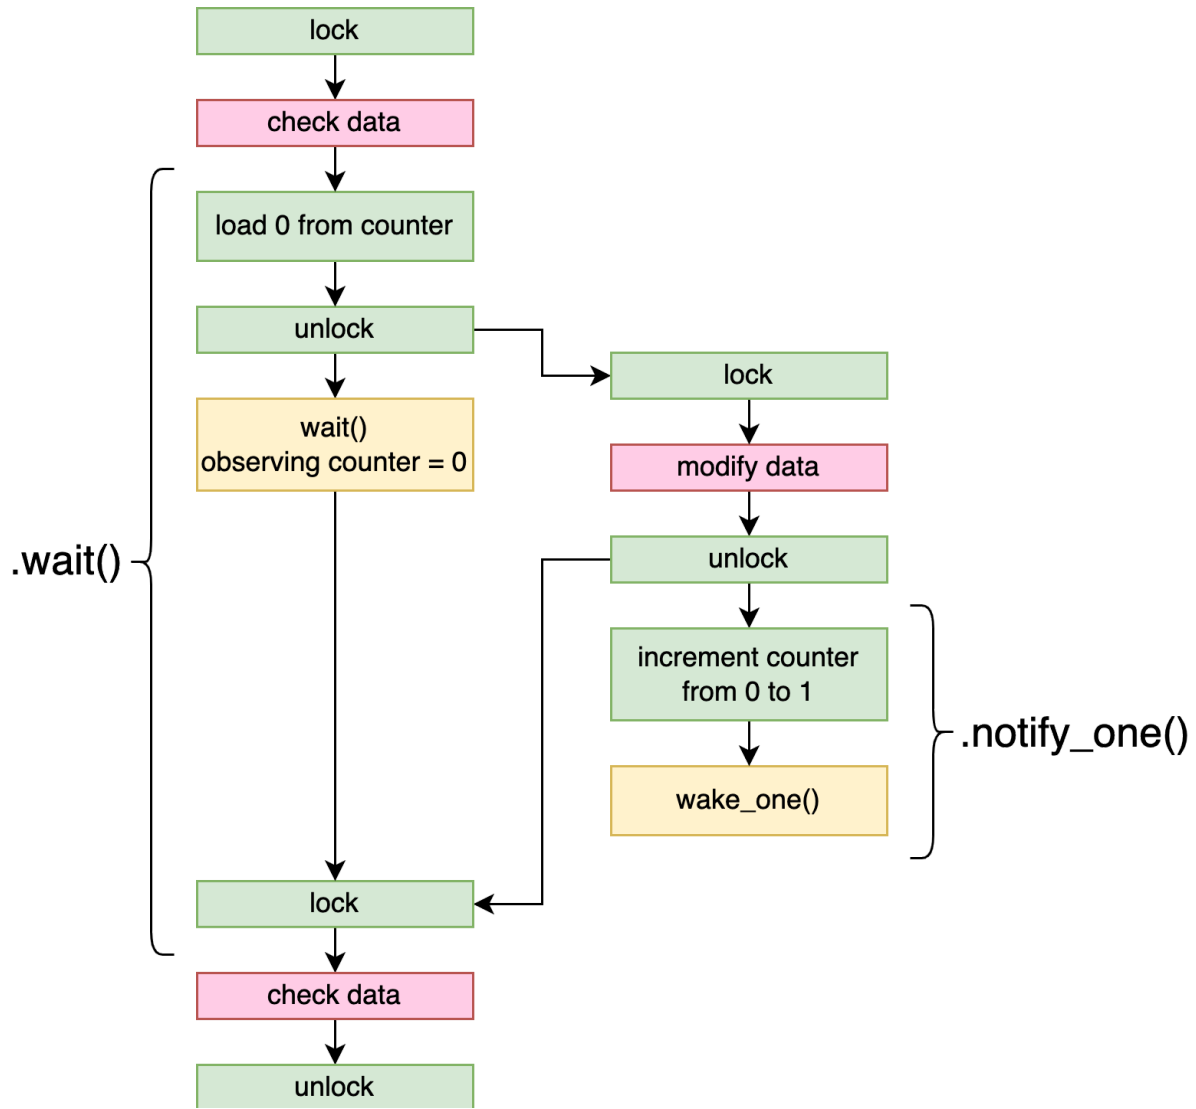 lock
check data
load 0 from counter
unlock
wait()
observing counter = 0
.wait()
lock
check data
unlock
lock
modify data
unlock
increment counter
from 0 to 1
wake_one()
.notify_one()